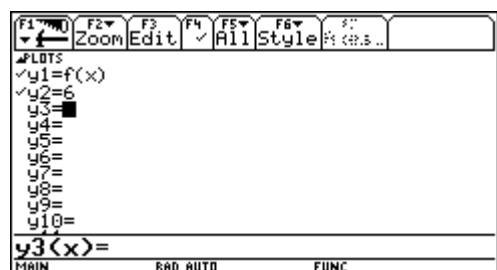 F1 F2 F3 F4 F5 F6
Zoom Edit All Style
PLOTS
y1=f(x)
y2=6
y3=
y4=
y5=
y6=
y7=
y8=
y9=
y10=
y3(x)=
MAIN RAD AUTO FUNC